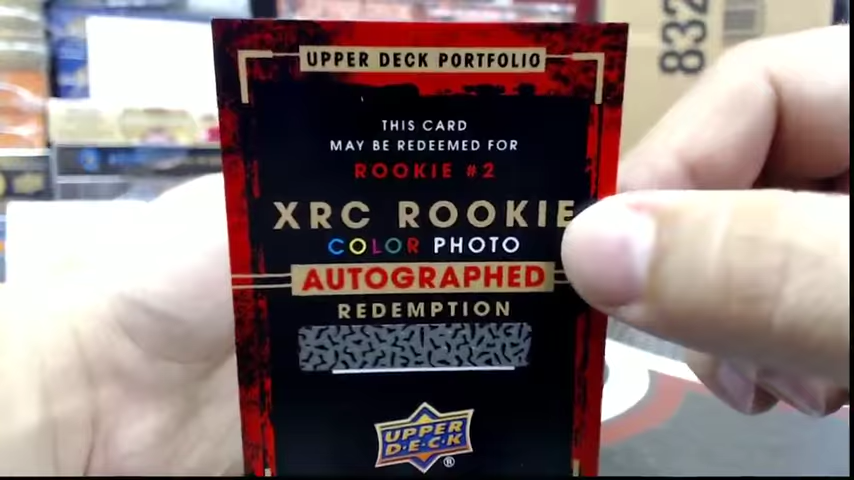 832
UPPER DECK PORTFOLIO
THIS CARD
MAY BE REDEEMED FOR
ROOKIE #2
XRC ROOKIE
COLOR PHOTO
AUTOGRAPHED
REDEMPTION
UPPER
D·E·C·K
®